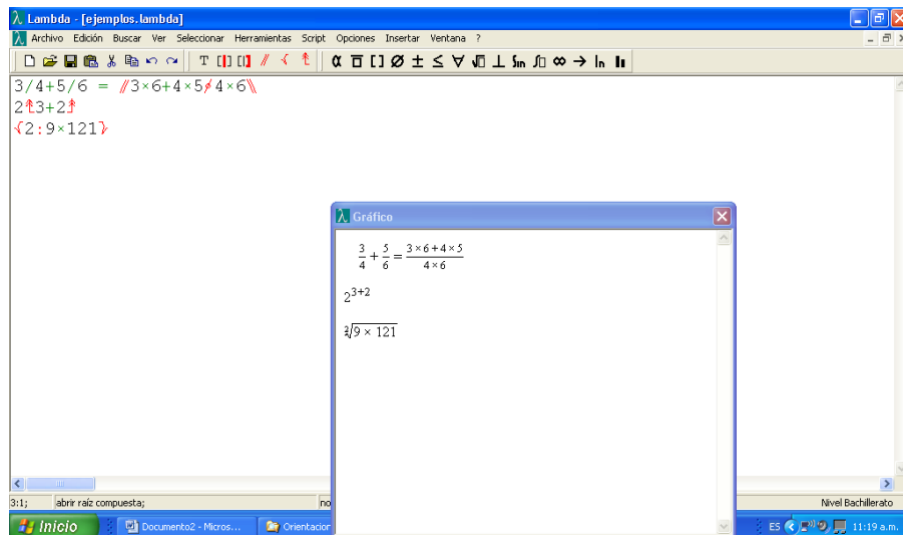 Lambda - [ejemplos.lambda]
Archivo Edición Buscar Ver Seleccionar Herramientas Script Opciones Insertar Ventana ?
3/4+5/6 = //3×6+4×5/4×6\\
2↑3+2↑
√2:9×121
Gráfico
3/4 + 5/6 = 3×6+4×5 / 4×6
2^3+2
2√9 × 121
3:1; abrir raíz compuesta; no Nivel Bachillerato
Inicio Documento2 - Micros... Orientacior ES 11:19 a.m.